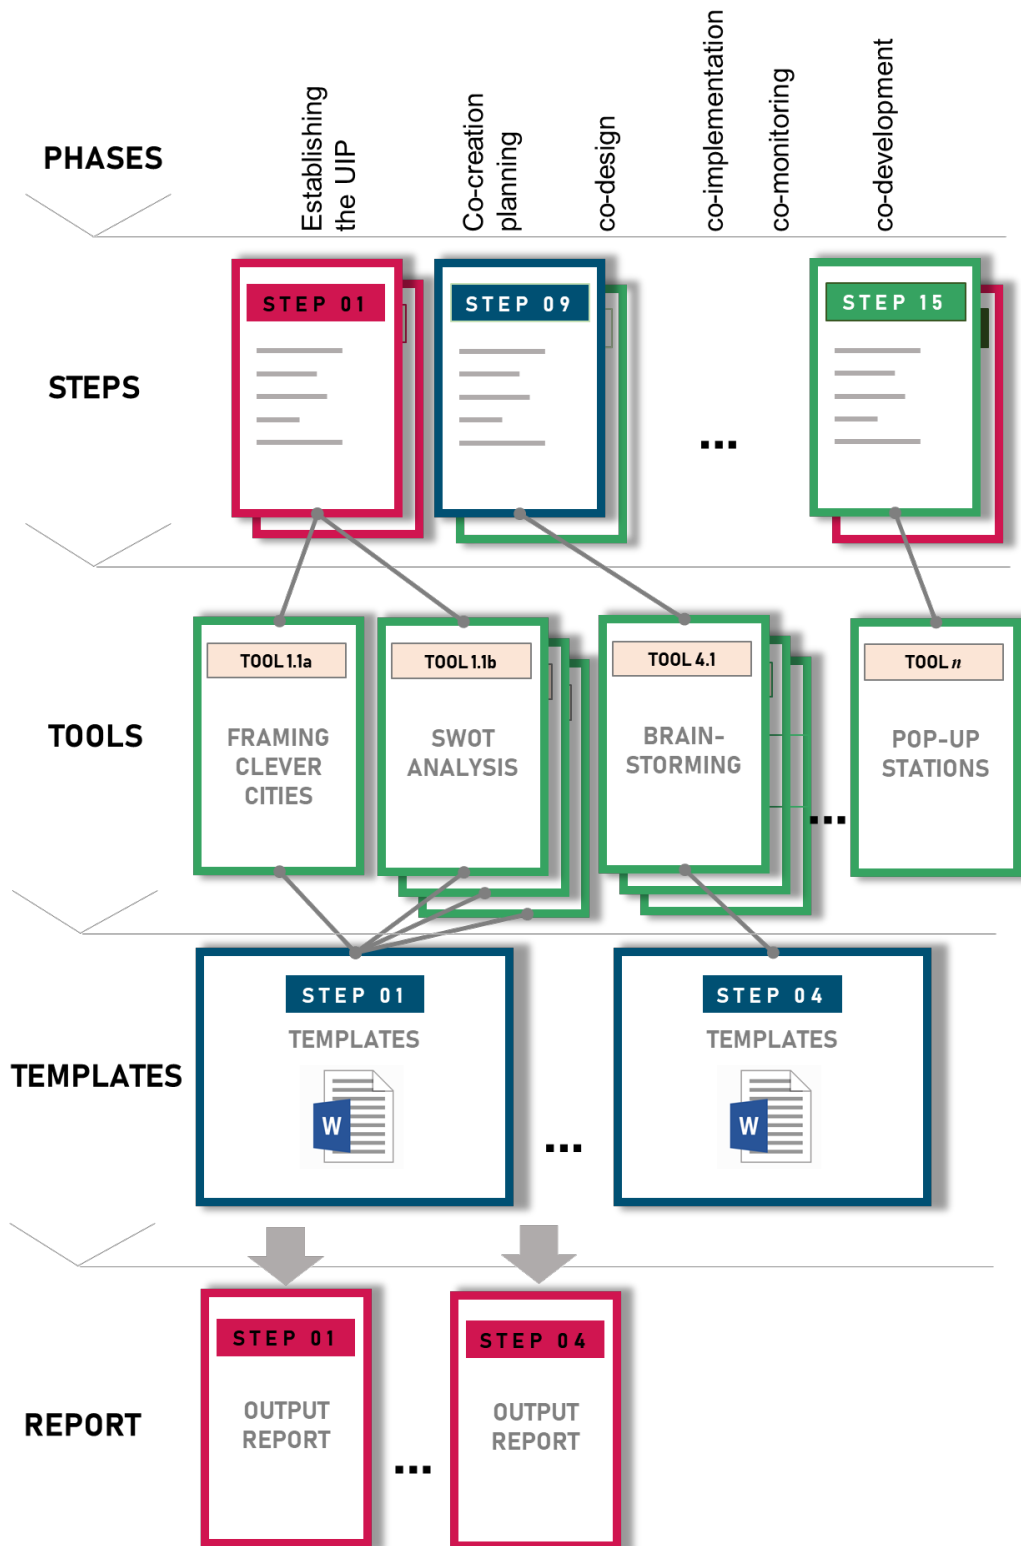 PHASES
Establishing
the UIP
Co-creation
planning
co-design
co-implementation
co-monitoring
co-development
STEPS
STEP 01
STEP 09
...
STEP 15
TOOLS
TOOL 1.1a
FRAMING
CLEVER
CITIES
TOOL 1.1b
SWOT
ANALYSIS
TOOL 4.1
BRAIN-
STORMING
...
TOOL n
POP-UP
STATIONS
TEMPLATES
STEP 01
TEMPLATES
W
...
STEP 04
TEMPLATES
W
REPORT
STEP 01
OUTPUT
REPORT
...
STEP 04
OUTPUT
REPORT